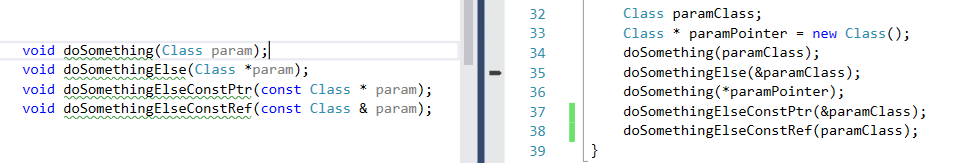 void doSomething(Class param);
void doSomethingElse(Class *param);
void doSomethingElseConstPtr(const Class * param);
void doSomethingElseConstRef(const Class & param);
32 Class paramClass;
33 Class * paramPointer = new Class();
34 doSomething(paramClass);
35 doSomethingElse(&paramClass);
36 doSomething(*paramPointer);
37 doSomethingElseConstPtr(&paramClass);
38 doSomethingElseConstRef(paramClass);
39 }